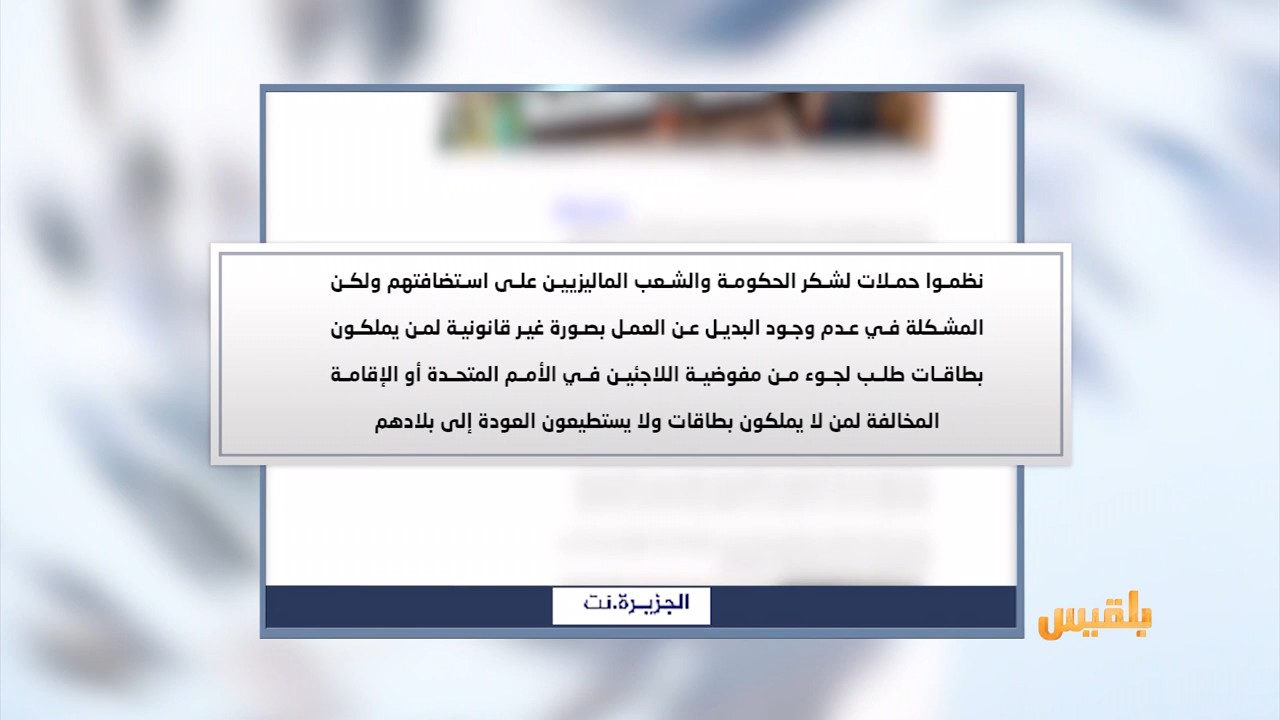 نظموا حملات لشكر الحكومة والشعب الماليزيين على استضافتهم ولكن
المشكلة في عدم وجود البديل عن العمل بصورة غير قانونية لمن يملكون
بطاقات طلب لجوء من مفوضية اللاجئين في الأمم المتحدة أو الإقامة
المخالفة لمن لا يملكون بطاقات ولا يستطيعون العودة إلى بلادهم
الجزيرة.نت
بلقيس